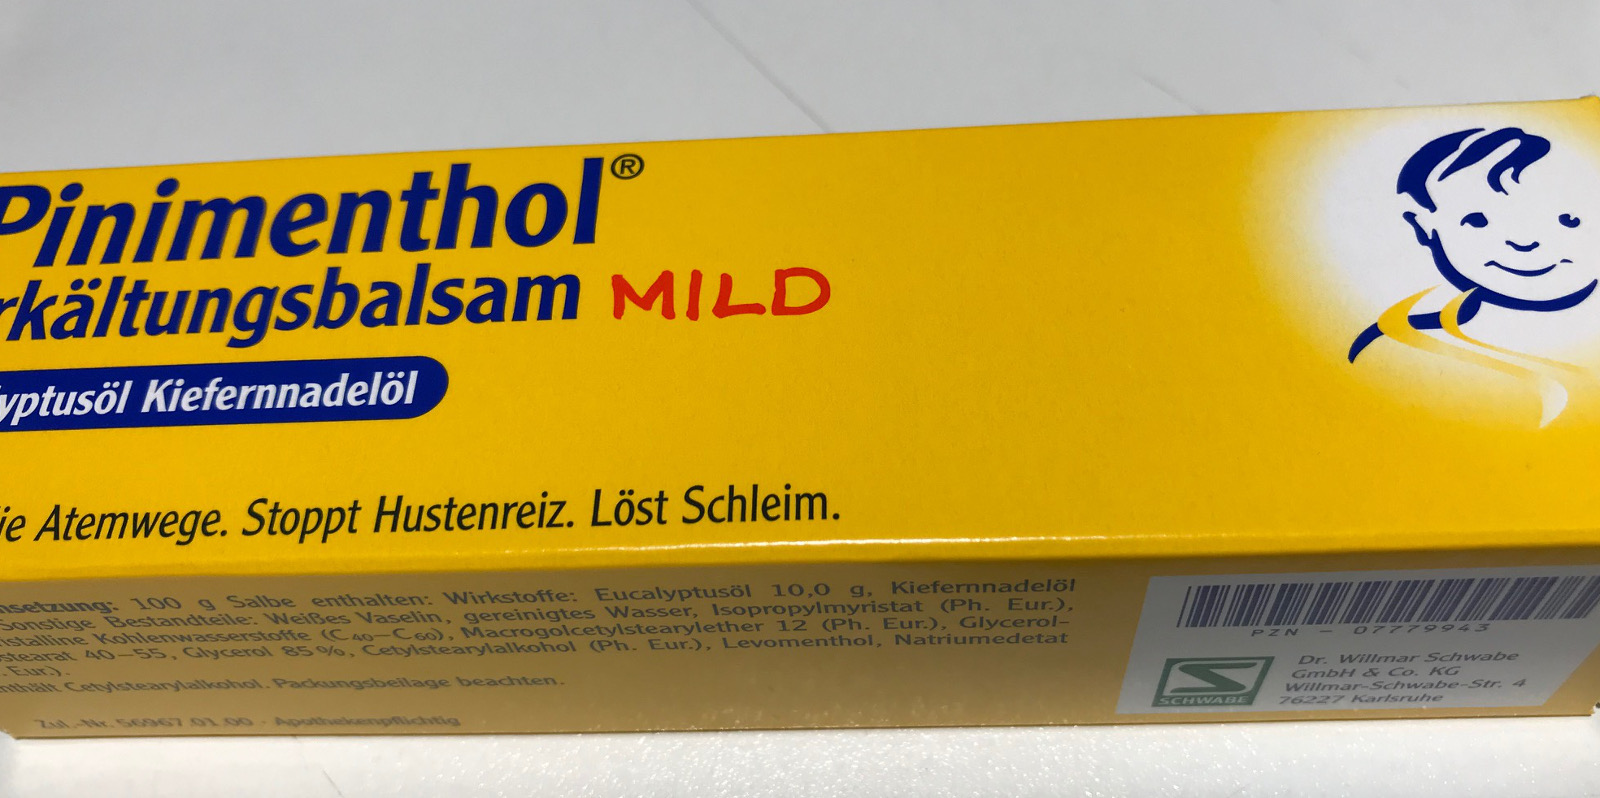 Pinimenthol®
rkältungsbalsam MILD
yptusöl Kiefernnadelöl
ie Atemwege. Stoppt Hustenreiz. Löst Schleim.
nsetzung: 100 g Salbe enthalten: Wirkstoffe: Eucalyptusöl 10,0 g, Kiefernnadelöl
Sonstige Bestandteile: Weißes Vaselin, gereinigtes Wasser, Isopropylmyristat (Ph. Eur.),
istalline Kohlenwasserstoffe (C40–C60), Macrogolcetylstearylether 12 (Ph. Eur.), Glycerol-
stearat 40–55, Glycerol 85%, Cetylstearylalkohol (Ph. Eur.), Levomenthol, Natriumedetat
. Eur.).
nthält Cetylstearylalkohol. Packungsbeilage beachten.
Zul.-Nr. 56967.01.00 · Apothekenpflichtig
PZN – 07779943
SCHWABE
Dr. Willmar Schwabe
GmbH & Co. KG
Willmar-Schwabe-Str. 4
76227 Karlsruhe